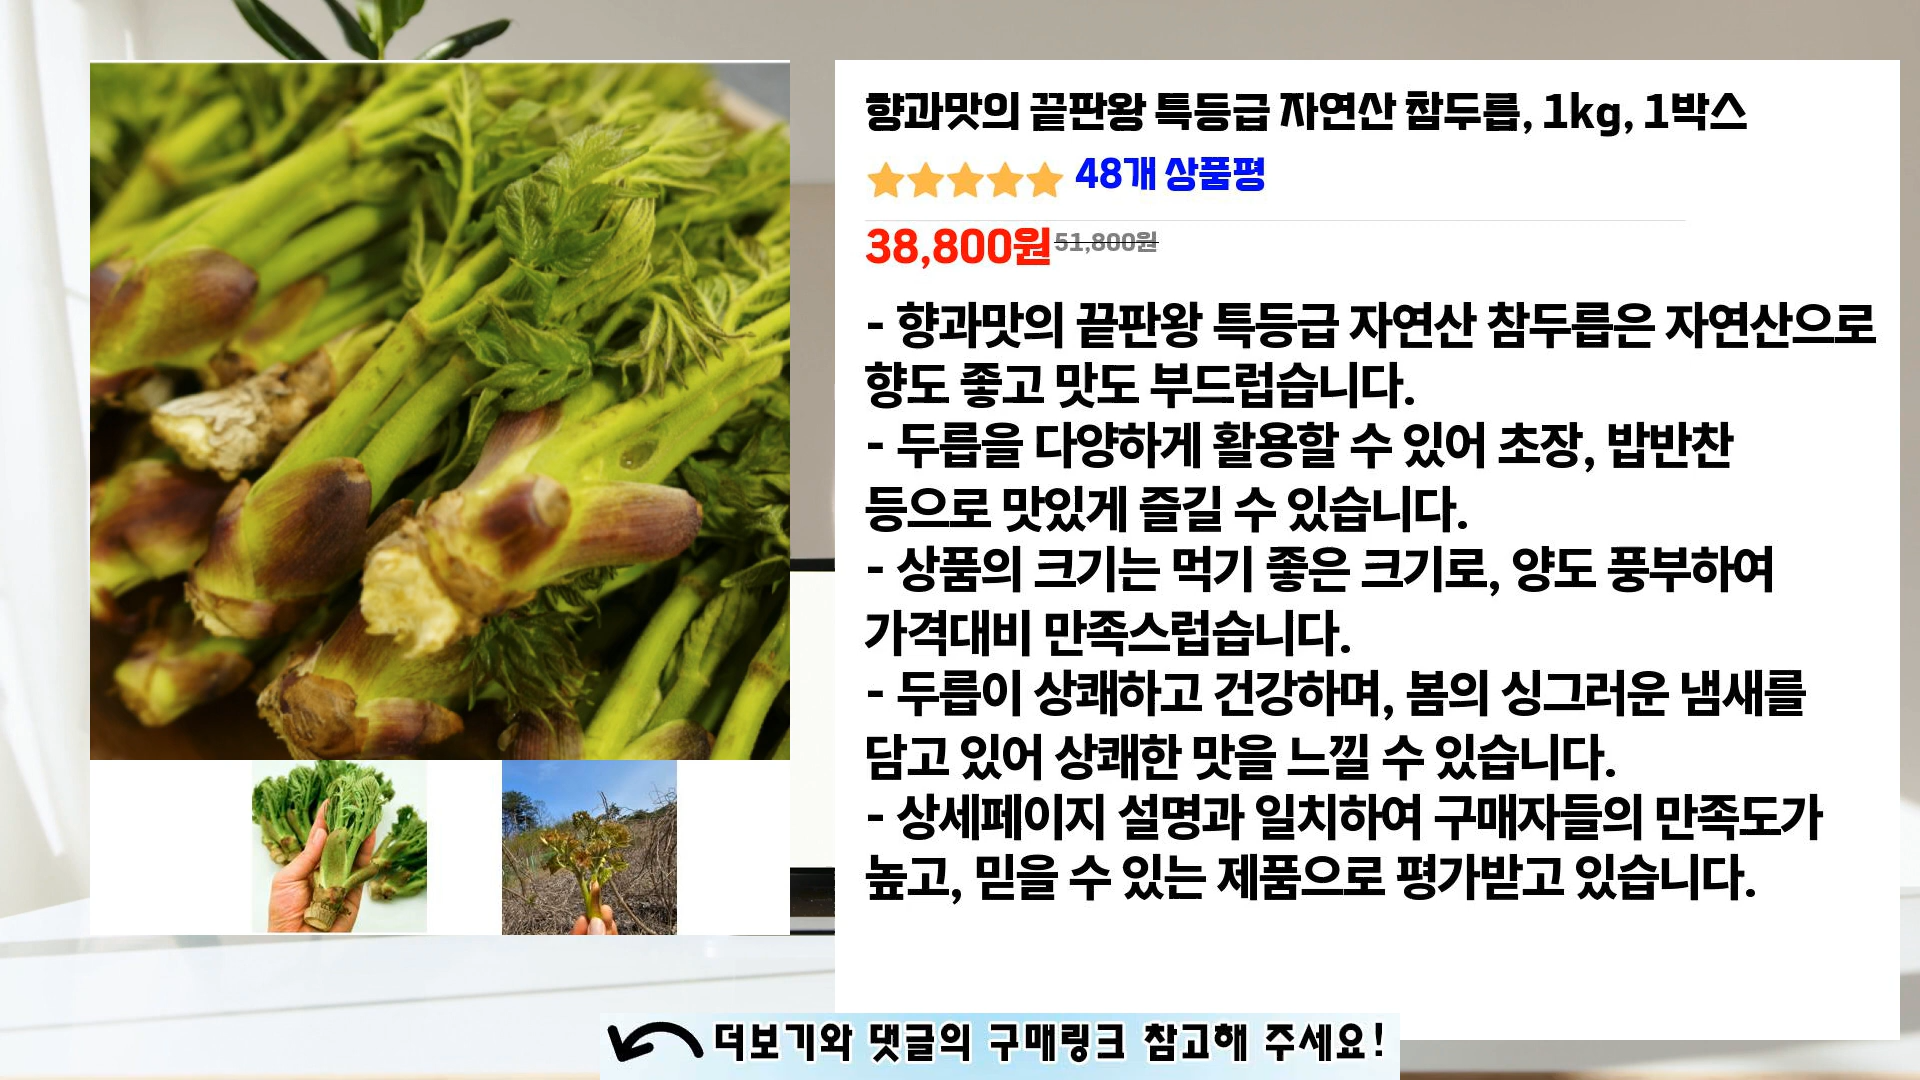 향과맛의 끝판왕 특등급 자연산 참두릅, 1kg, 1박스
48개 상품평
38,800원 51,800원
- 향과맛의 끝판왕 특등급 자연산 참두릅은 자연산으로
향도 좋고 맛도 부드럽습니다.
- 두릅을 다양하게 활용할 수 있어 초장, 밥반찬
등으로 맛있게 즐길 수 있습니다.
- 상품의 크기는 먹기 좋은 크기로, 양도 풍부하여
가격대비 만족스럽습니다.
- 두릅이 상쾌하고 건강하며, 봄의 싱그러운 냄새를
담고 있어 상쾌한 맛을 느낄 수 있습니다.
- 상세페이지 설명과 일치하여 구매자들의 만족도가
높고, 믿을 수 있는 제품으로 평가받고 있습니다.
더보기와 댓글의 구매링크 참고해 주세요!